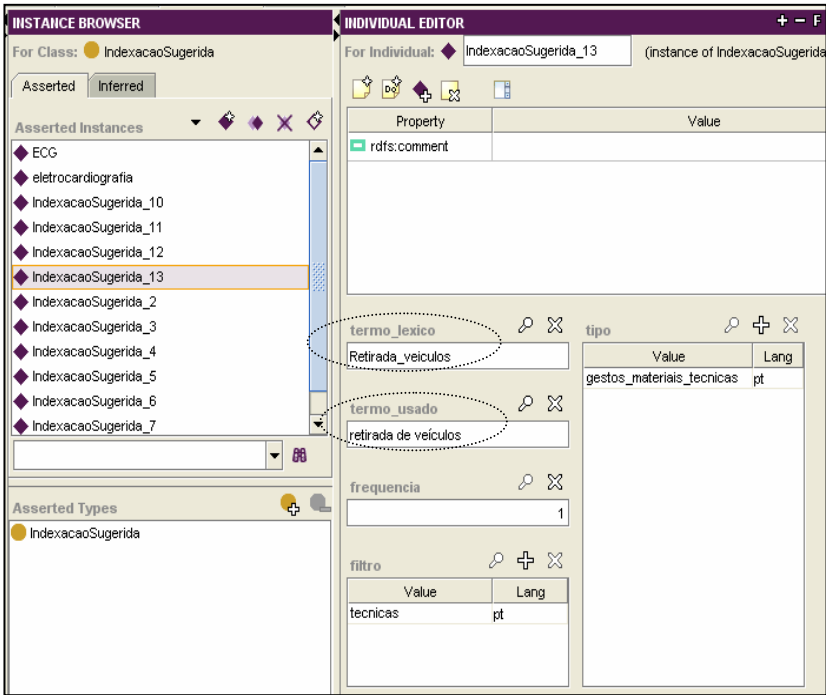 INSTANCE BROWSER
For Class: IndexacaoSugerida
Asserted Inferred
Asserted Instances
ECG
eletrocardiografia
IndexacaoSugerida_10
IndexacaoSugerida_11
IndexacaoSugerida_12
IndexacaoSugerida_13
IndexacaoSugerida_2
IndexacaoSugerida_3
IndexacaoSugerida_4
IndexacaoSugerida_5
IndexacaoSugerida_6
IndexacaoSugerida_7
Asserted Types
IndexacaoSugerida
INDIVIDUAL EDITOR + − F
For Individual: IndexacaoSugerida_13 (instance of IndexacaoSugerida
Property Value
rdfs:comment
termo_lexico
Retirada_veiculos
termo_usado
retirada de veículos
frequencia
1
filtro
Value Lang
tecnicas pt
tipo
Value Lang
gestos_materiais_tecnicas pt